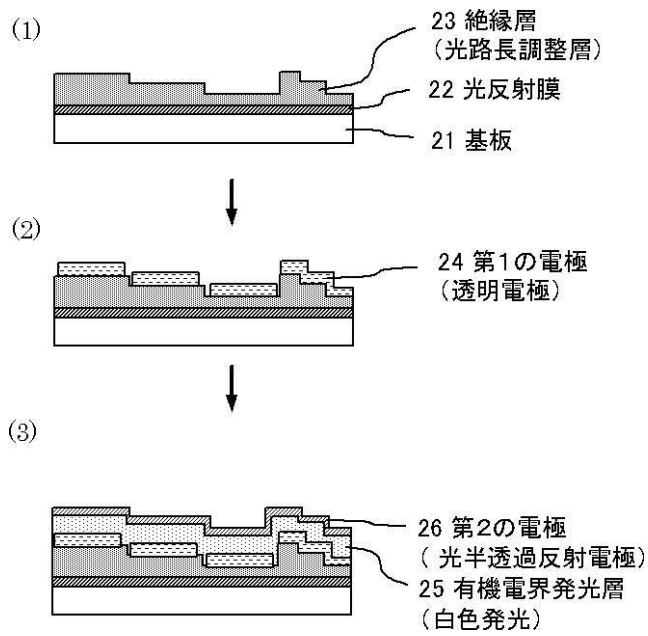 (1)
23 絶縁層
(光路長調整層)
22 光反射膜
21 基板
(2)
24 第1の電極
(透明電極)
(3)
26 第2の電極
( 光半透過反射電極)
25 有機電界発光層
(白色発光)